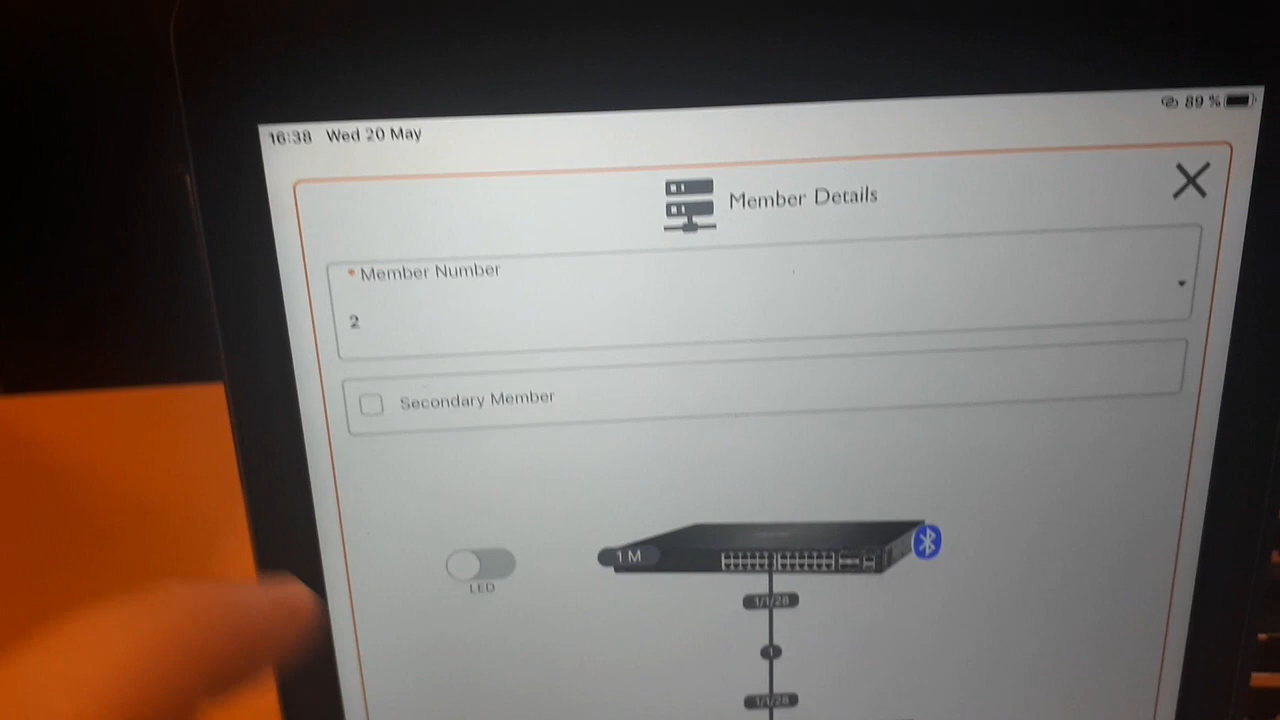 16:38 Wed 20 May
89 %
Member Details
* Member Number
2
Secondary Member
1 M
LED
1/1/28
1
1/1/28